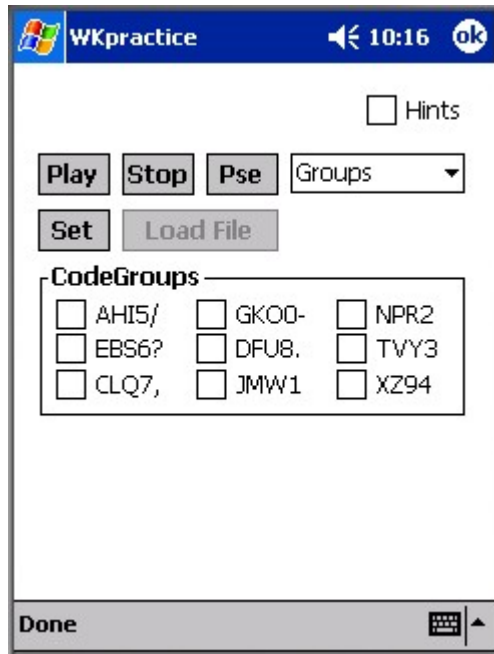 WKpractice 10:16 ok
Hints
Play Stop Pse Groups
Set Load File
CodeGroups
AHI5/ GKO0- NPR2
EBS6? DFU8. TVY3
CLQ7, JMW1 XZ94
Done